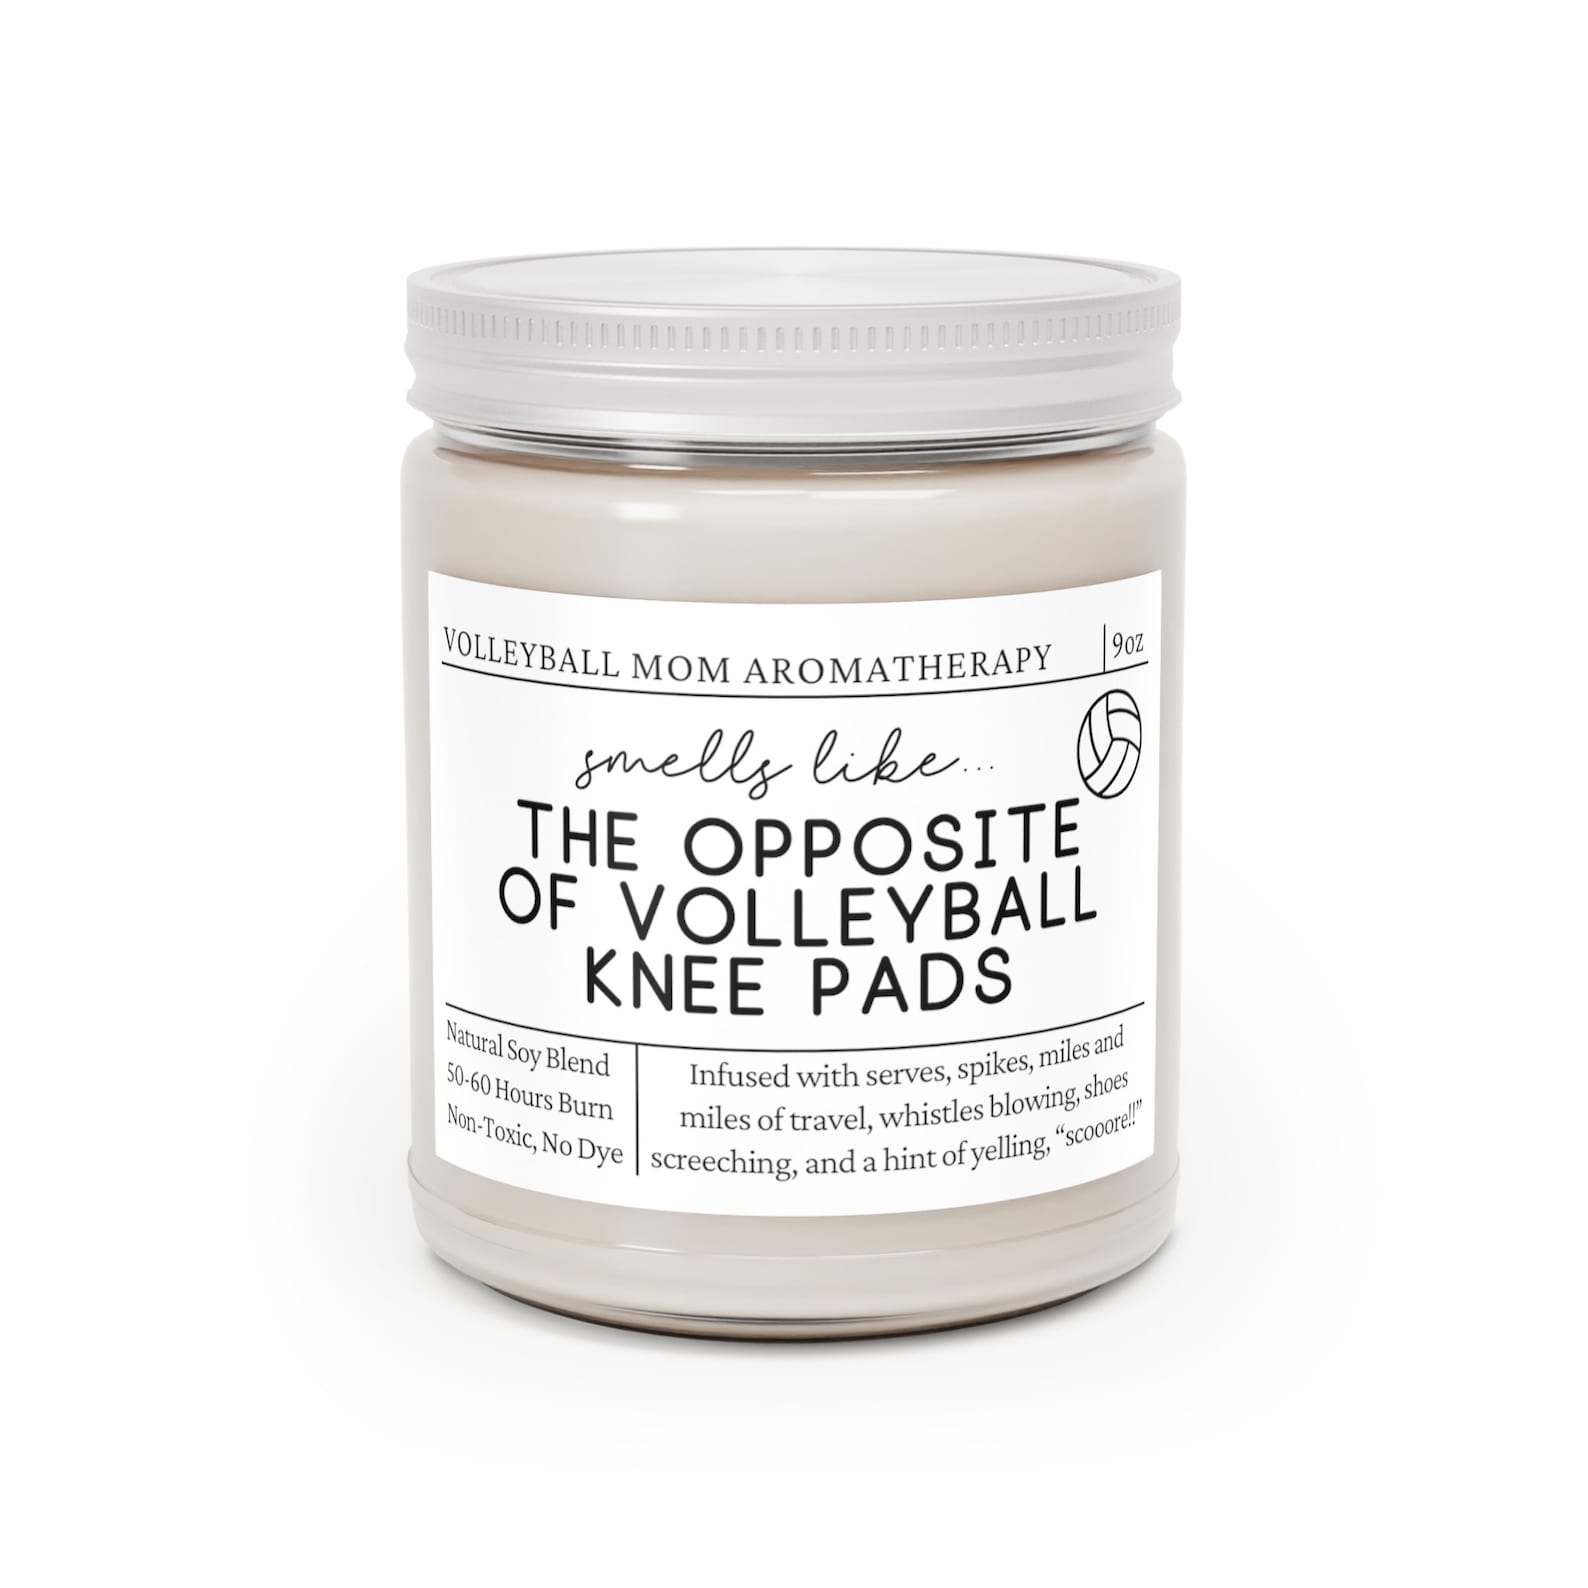 VOLLEYBALL MOM AROMATHERAPY | 9oz
smells like...
THE OPPOSITE
OF VOLLEYBALL
KNEE PADS
Natural Soy Blend
50-60 Hours Burn
Non-Toxic, No Dye
Infused with serves, spikes, miles and
miles of travel, whistles blowing, shoes
screeching, and a hint of yelling, “scooore!!”